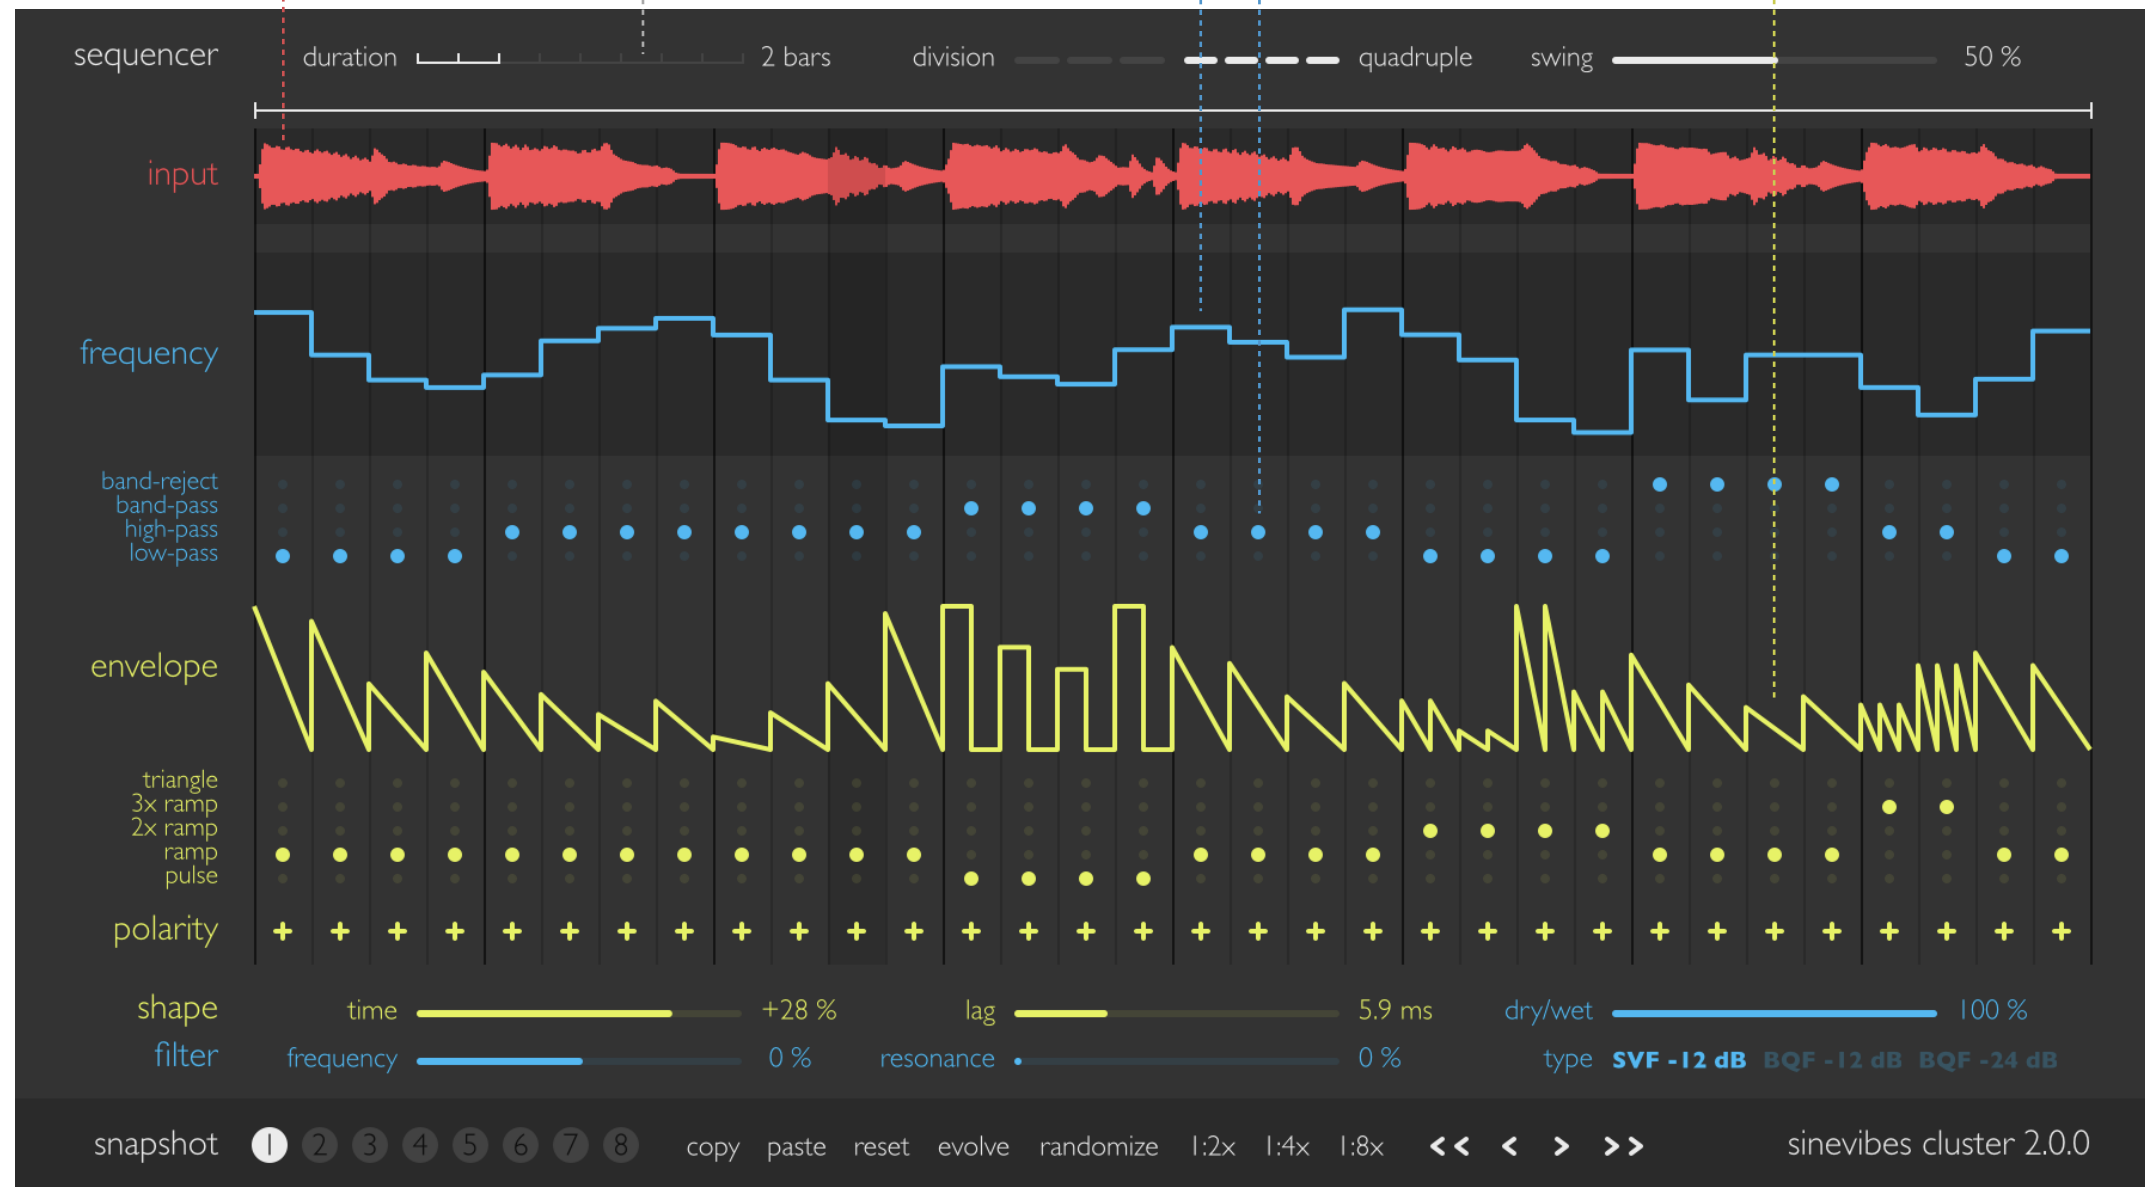 sequencer duration 2 bars division quadruple swing 50 %
input
frequency
band-reject
band-pass
high-pass
low-pass
envelope
triangle
3x ramp
2x ramp
ramp
pulse
polarity + + + + + + + + + + + + + + + + + + + + + + + + + + + + + + + +
shape time +28 % lag 5.9 ms dry/wet 100 %
filter frequency 0 % resonance 0 % type SVF -12 dB BQF -12 dB BQF -24 dB
snapshot 1 2 3 4 5 6 7 8 copy paste reset evolve randomize 1:2x 1:4x 1:8x << < > >> sinevibes cluster 2.0.0